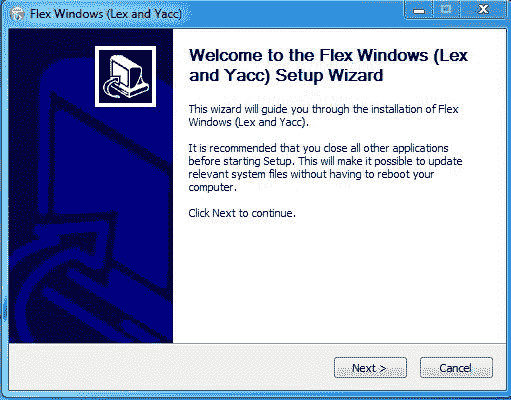 Flex Windows (Lex and Yacc)
Welcome to the Flex Windows (Lex
and Yacc) Setup Wizard
This wizard will guide you through the installation of Flex
Windows (Lex and Yacc).
It is recommended that you close all other applications
before starting Setup. This will make it possible to update
relevant system files without having to reboot your
computer.
Click Next to continue.
Next >
Cancel